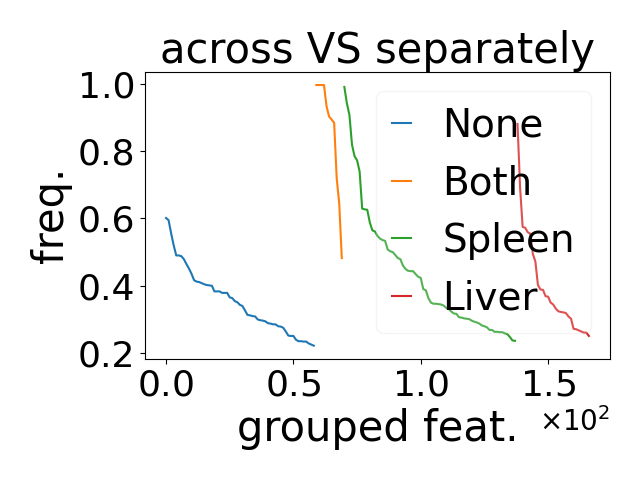 across VS separately
freq.
1.0
0.8
0.6
0.4
0.2
None
Both
Spleen
Liver
0.0 0.5 1.0 1.5
grouped feat.
×10²